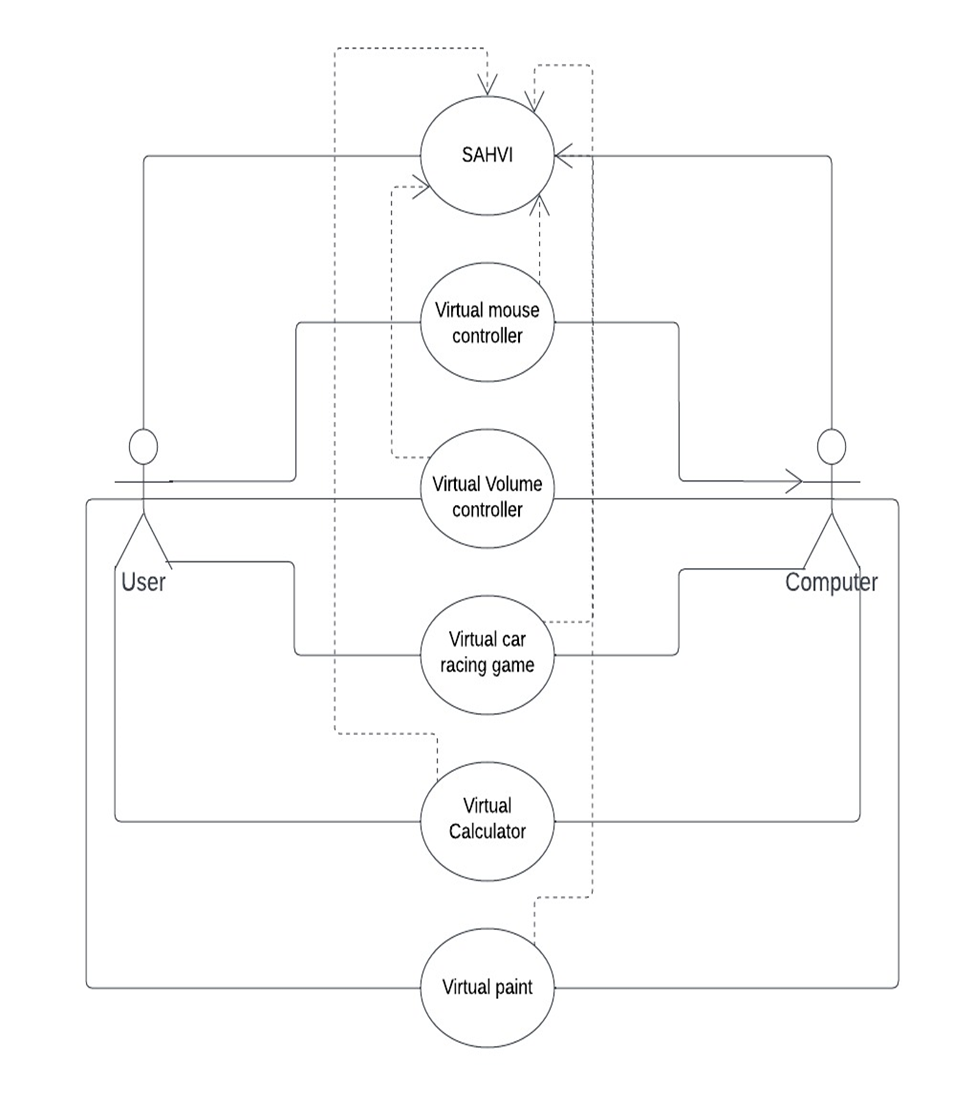 SAHVI
Virtual mouse
controller
Virtual Volume
controller
User
Computer
Virtual car
racing game
Virtual
Calculator
Virtual paint